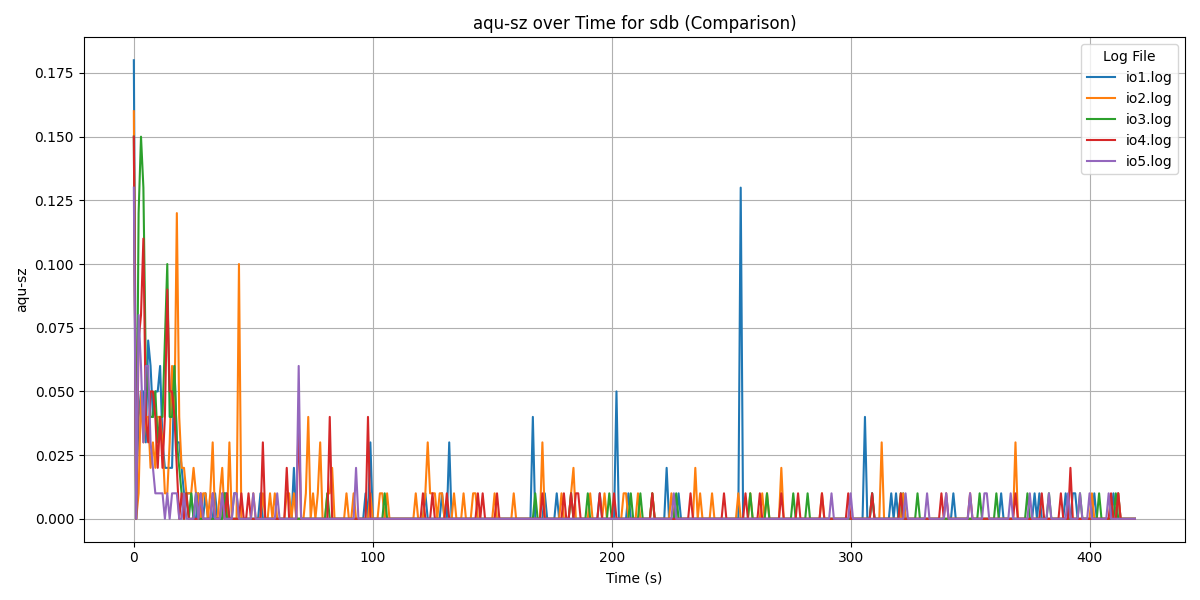 aqu-sz over Time for sdb (Comparison)
Log File
io1.log
io2.log
io3.log
io4.log
io5.log
aqu-sz
0.175
0.150
0.125
0.100
0.075
0.050
0.025
0.000
0
100
200
300
400
Time (s)